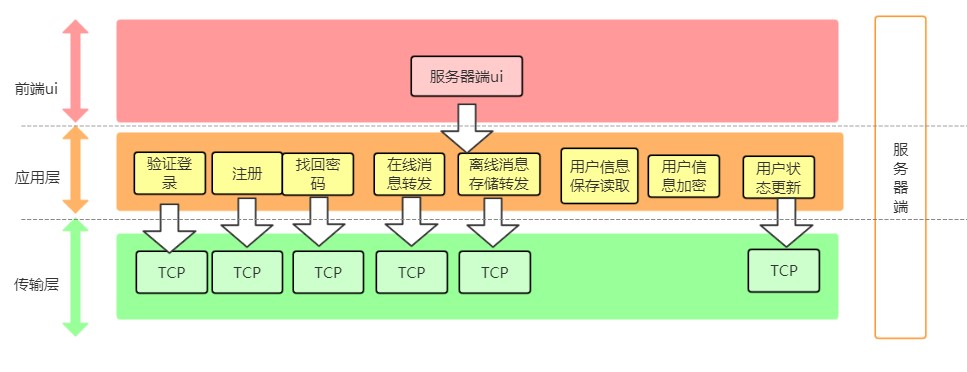 前端ui
服务器端ui
应用层
验证登
录
注册
找回密
码
在线消
息转发
离线消息
存储转发
用户信息
保存读取
用户信
息加密
用户状
态更新
传输层
TCP
TCP
TCP
TCP
TCP
TCP
服
务
器
端